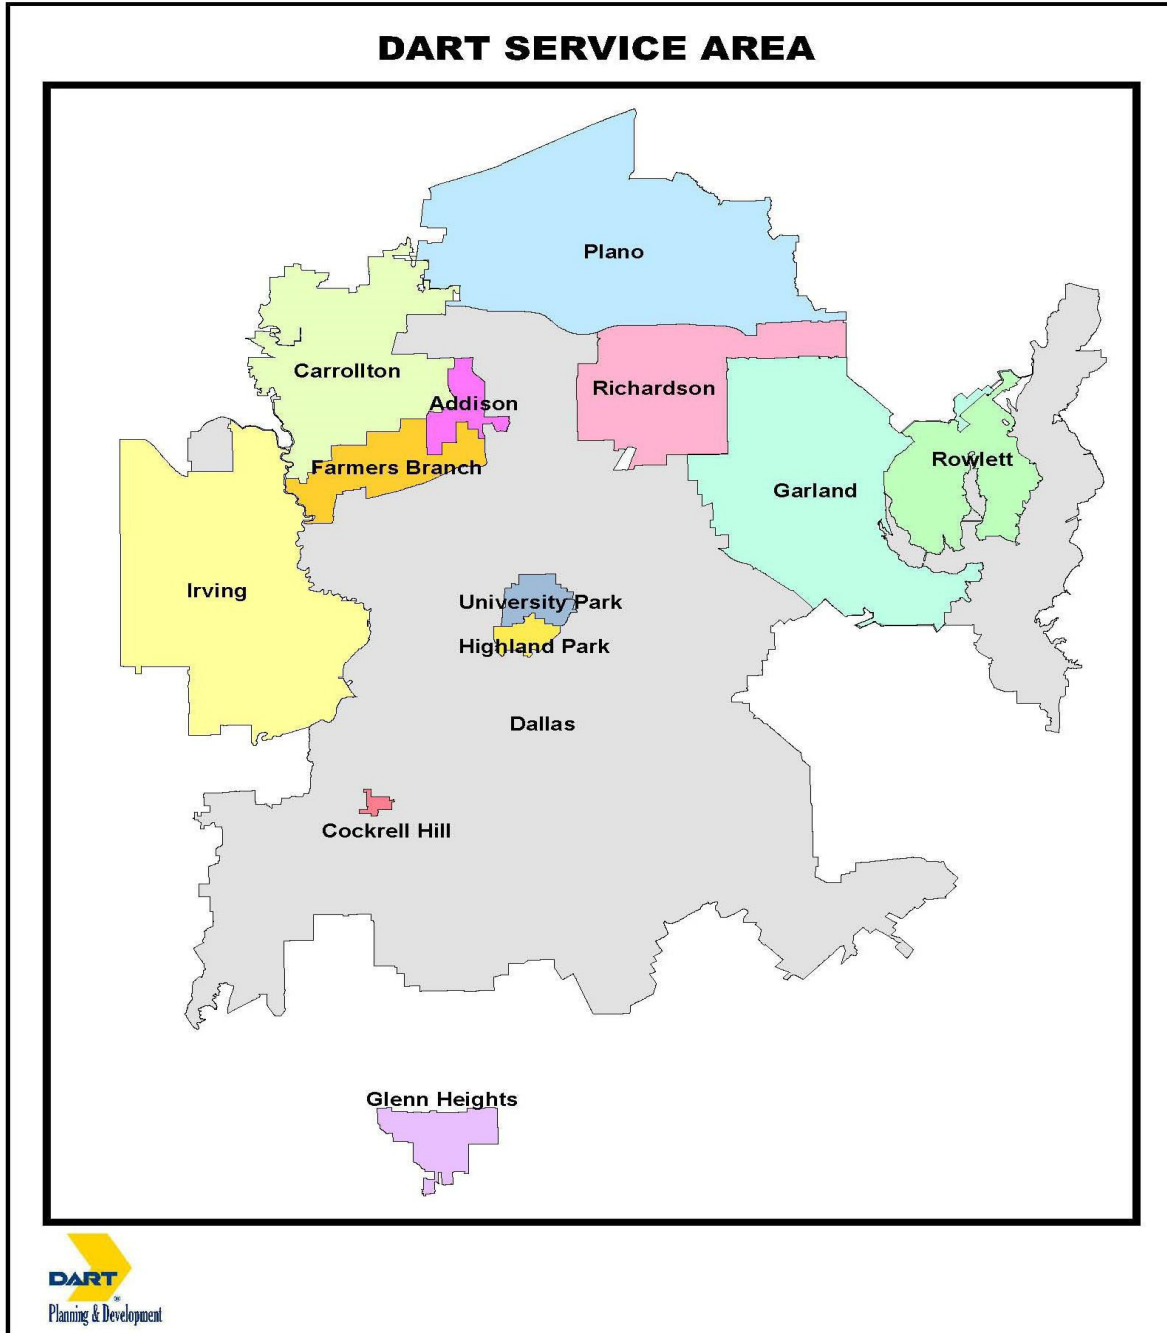 DART SERVICE AREA
Plano
Carrollton
Richardson
Addison
Rowlett
Farmers Branch
Garland
Irving
University Park
Highland Park
Dallas
Cockrell Hill
Glenn Heights
DART
Planning & Development